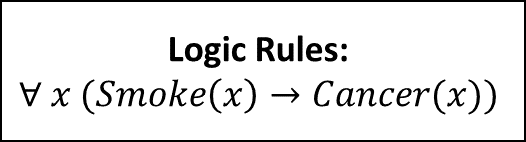 Logic Rules:
∀ x (Smoke(x) → Cancer(x))